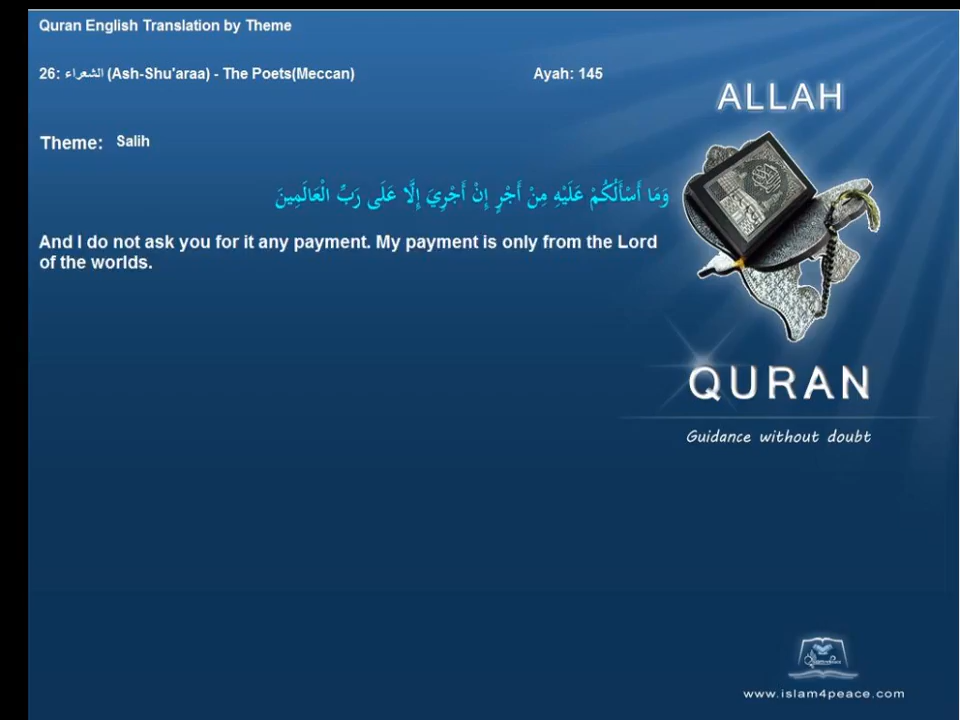 Quran English Translation by Theme
26: الشعراء (Ash-Shu'araa) - The Poets(Meccan) Ayah: 145
ALLAH
Theme: Salih
وَمَا أَسْأَلُكُمْ عَلَيْهِ مِنْ أَجْرٍ إِنْ أَجْرِيَ إِلَّا عَلَى رَبِّ الْعَالَمِينَ
And I do not ask you for it any payment. My payment is only from the Lord
of the worlds.
QURAN
Guidance without doubt
www.islam4peace.com